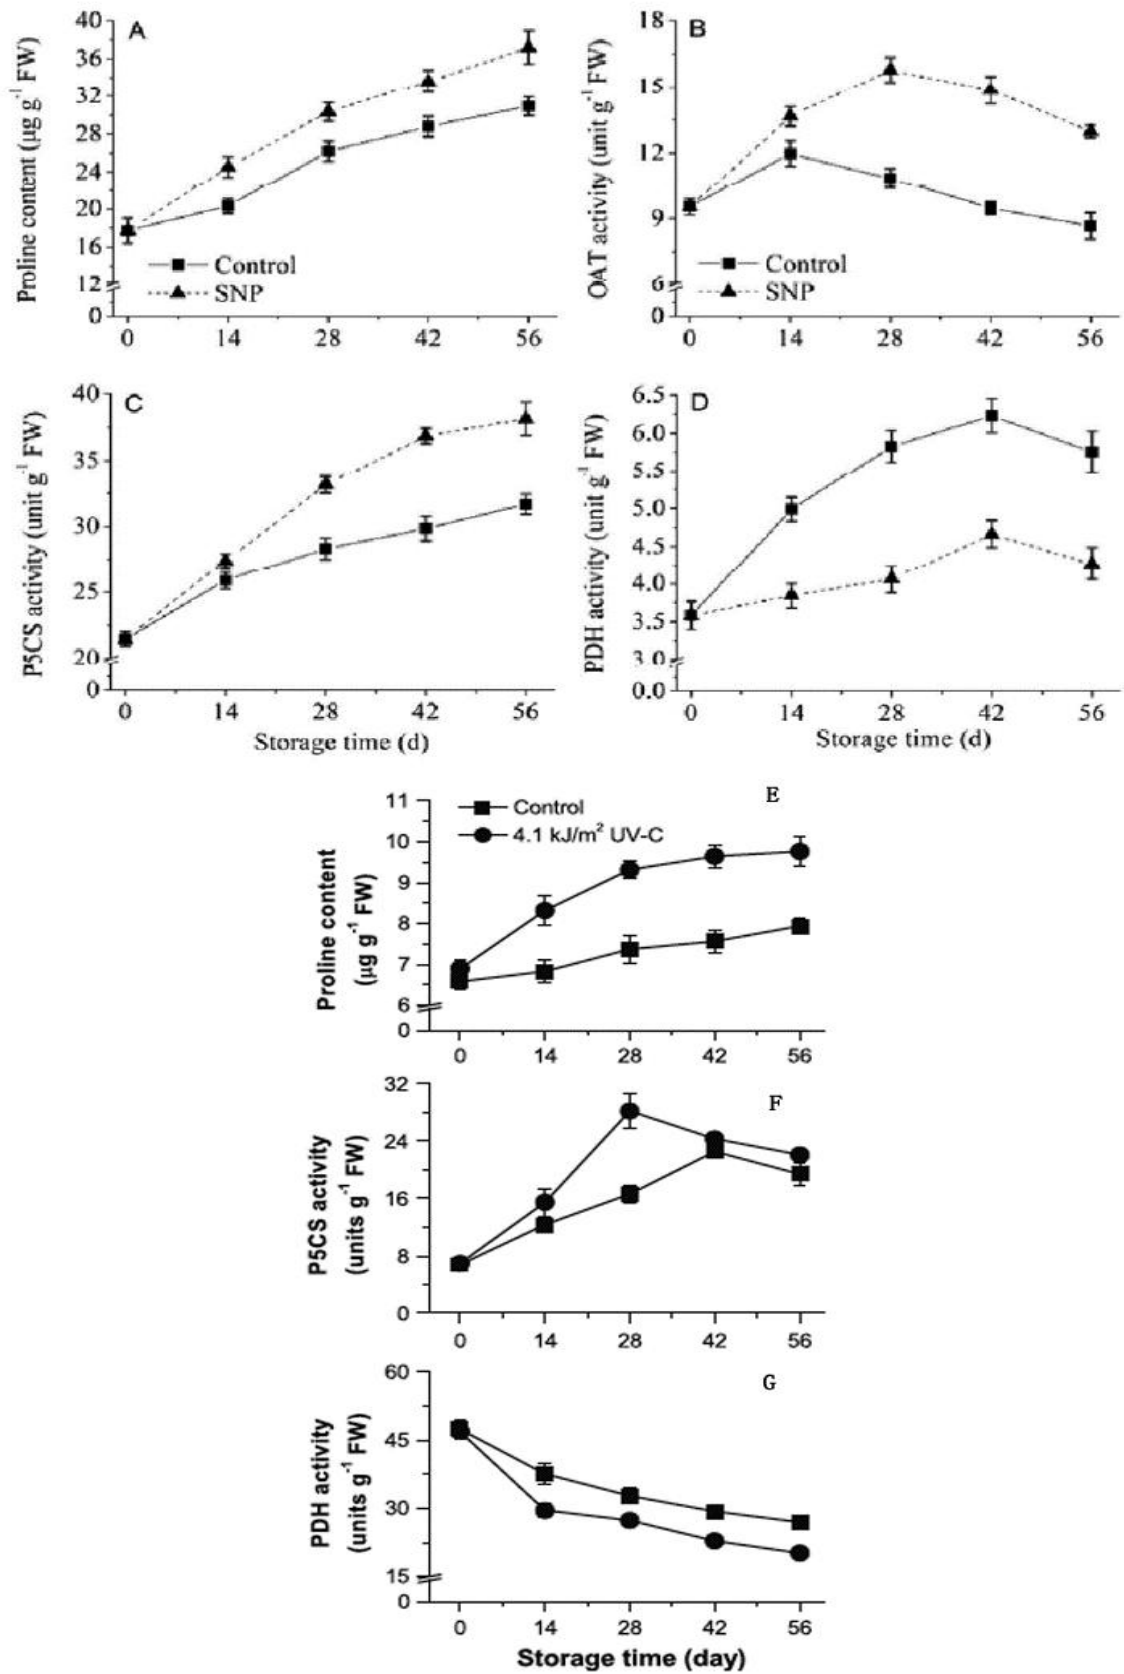 A
Proline content (μg g-1 FW)
40
36
32
28
24
20
16
12
0
Control
SNP
0 14 28 42 56
B
OAT activity (unit g-1 FW)
18
15
12
9
6
0
Control
SNP
0 14 28 42 56
C
P5CS activity (unit g-1 FW)
40
35
30
25
20
0
0 14 28 42 56
Storage time (d)
D
PDH activity (unit g-1 FW)
6.5
6.0
5.5
5.0
4.5
4.0
3.5
3.0
0.0
0 14 28 42 56
Storage time (d)
E
Control
4.1 kJ/m2 UV-C
Proline content
(μg g-1 FW)
11
10
9
8
7
6
0
0 14 28 42 56
F
P5CS activity
(units g-1 FW)
32
24
16
8
0
0 14 28 42 56
G
PDH activity
(units g-1 FW)
60
45
30
15
0
0 14 28 42 56
Storage time (day)